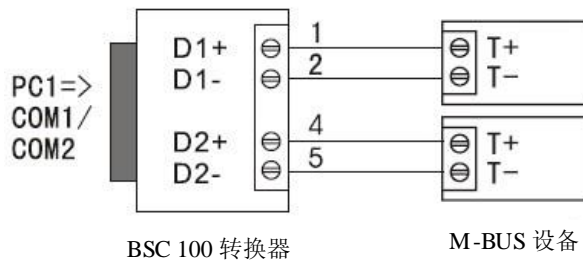 PC1=>
COM1/
COM2
D1+
D1-
D2+
D2-
1
2
4
5
T+
T-
T+
T-
BSC 100 转换器
M-BUS 设备